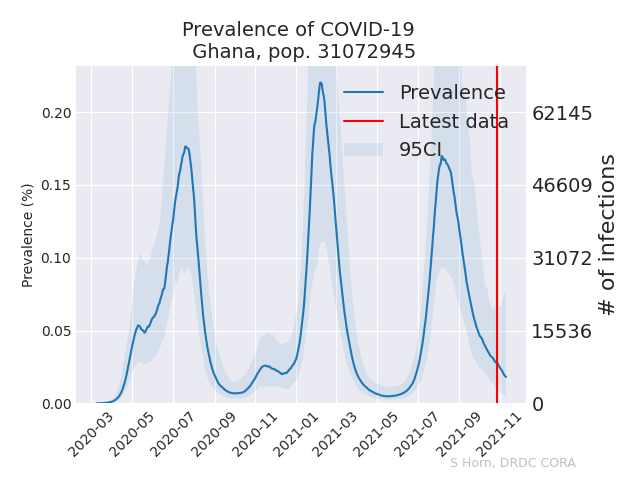 Prevalence of COVID-19
Ghana, pop. 31072945
Prevalence
Latest data
95CI
0.20
0.15
0.10
0.05
0.00
Prevalence (%)
62145
46609
31072
15536
0
# of infections
2020-03
2020-05
2020-07
2020-09
2020-11
2021-01
2021-03
2021-05
2021-07
2021-09
2021-11
S Horn, DRDC CORA